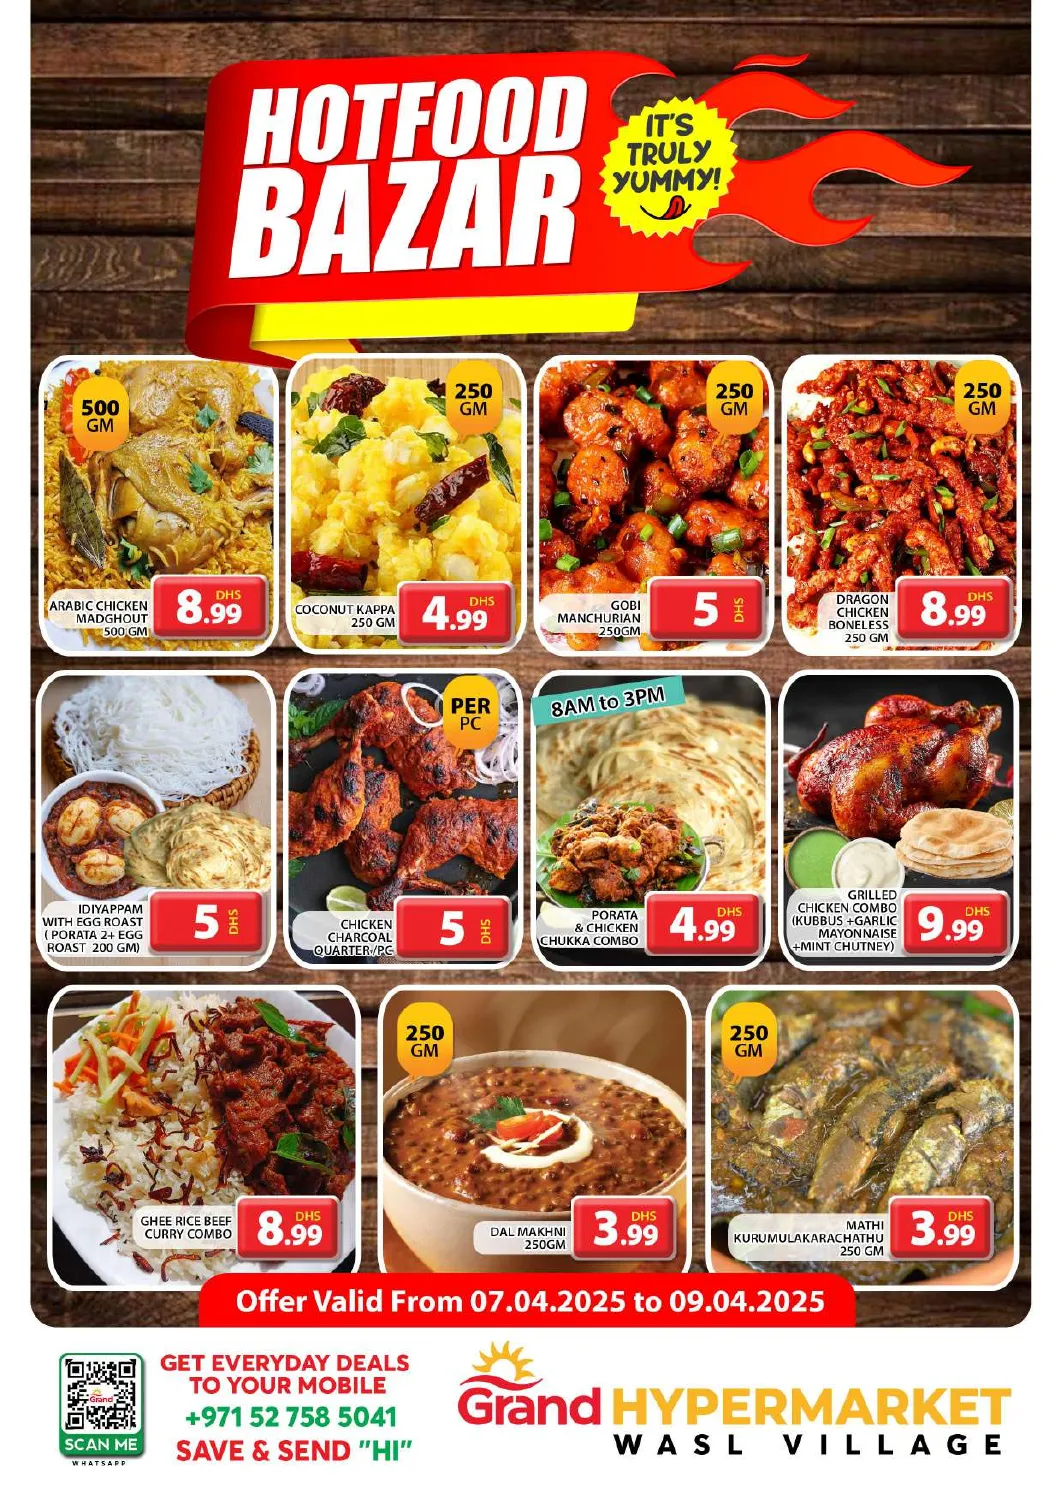 HOTFOOD
BAZAR
IT'S
TRULY
YUMMY!
500
GM
ARABIC CHICKEN
MADGHOUT
500 GM
8.99 DHS
250
GM
COCONUT KAPPA
250 GM
4.99 DHS
250
GM
GOBI
MANCHURIAN
250GM
5 DHS
250
GM
DRAGON
CHICKEN
BONELESS
250 GM
8.99 DHS
IDIYAPPAM
WITH EGG ROAST
( PORATA 2+ EGG
ROAST 200 GM)
5 DHS
PER
PC
CHICKEN
CHARCOAL
QUARTER /PC
5 DHS
8AM to 3PM
PORATA
& CHICKEN
CHUKKA COMBO
4.99 DHS
GRILLED
CHICKEN COMBO
(KUBBUS +GARLIC
MAYONNAISE
+MINT CHUTNEY)
9.99 DHS
GHEE RICE BEEF
CURRY COMBO
8.99 DHS
250
GM
DAL MAKHNI
250GM
3.99 DHS
250
GM
MATHI
KURUMULAKARACHATHU
250 GM
3.99 DHS
Offer Valid From 07.04.2025 to 09.04.2025
Grand
SCAN ME
WHATSAPP
GET EVERYDAY DEALS
TO YOUR MOBILE
+971 52 758 5041
SAVE & SEND "HI"
Grand HYPERMARKET
WASL VILLAGE